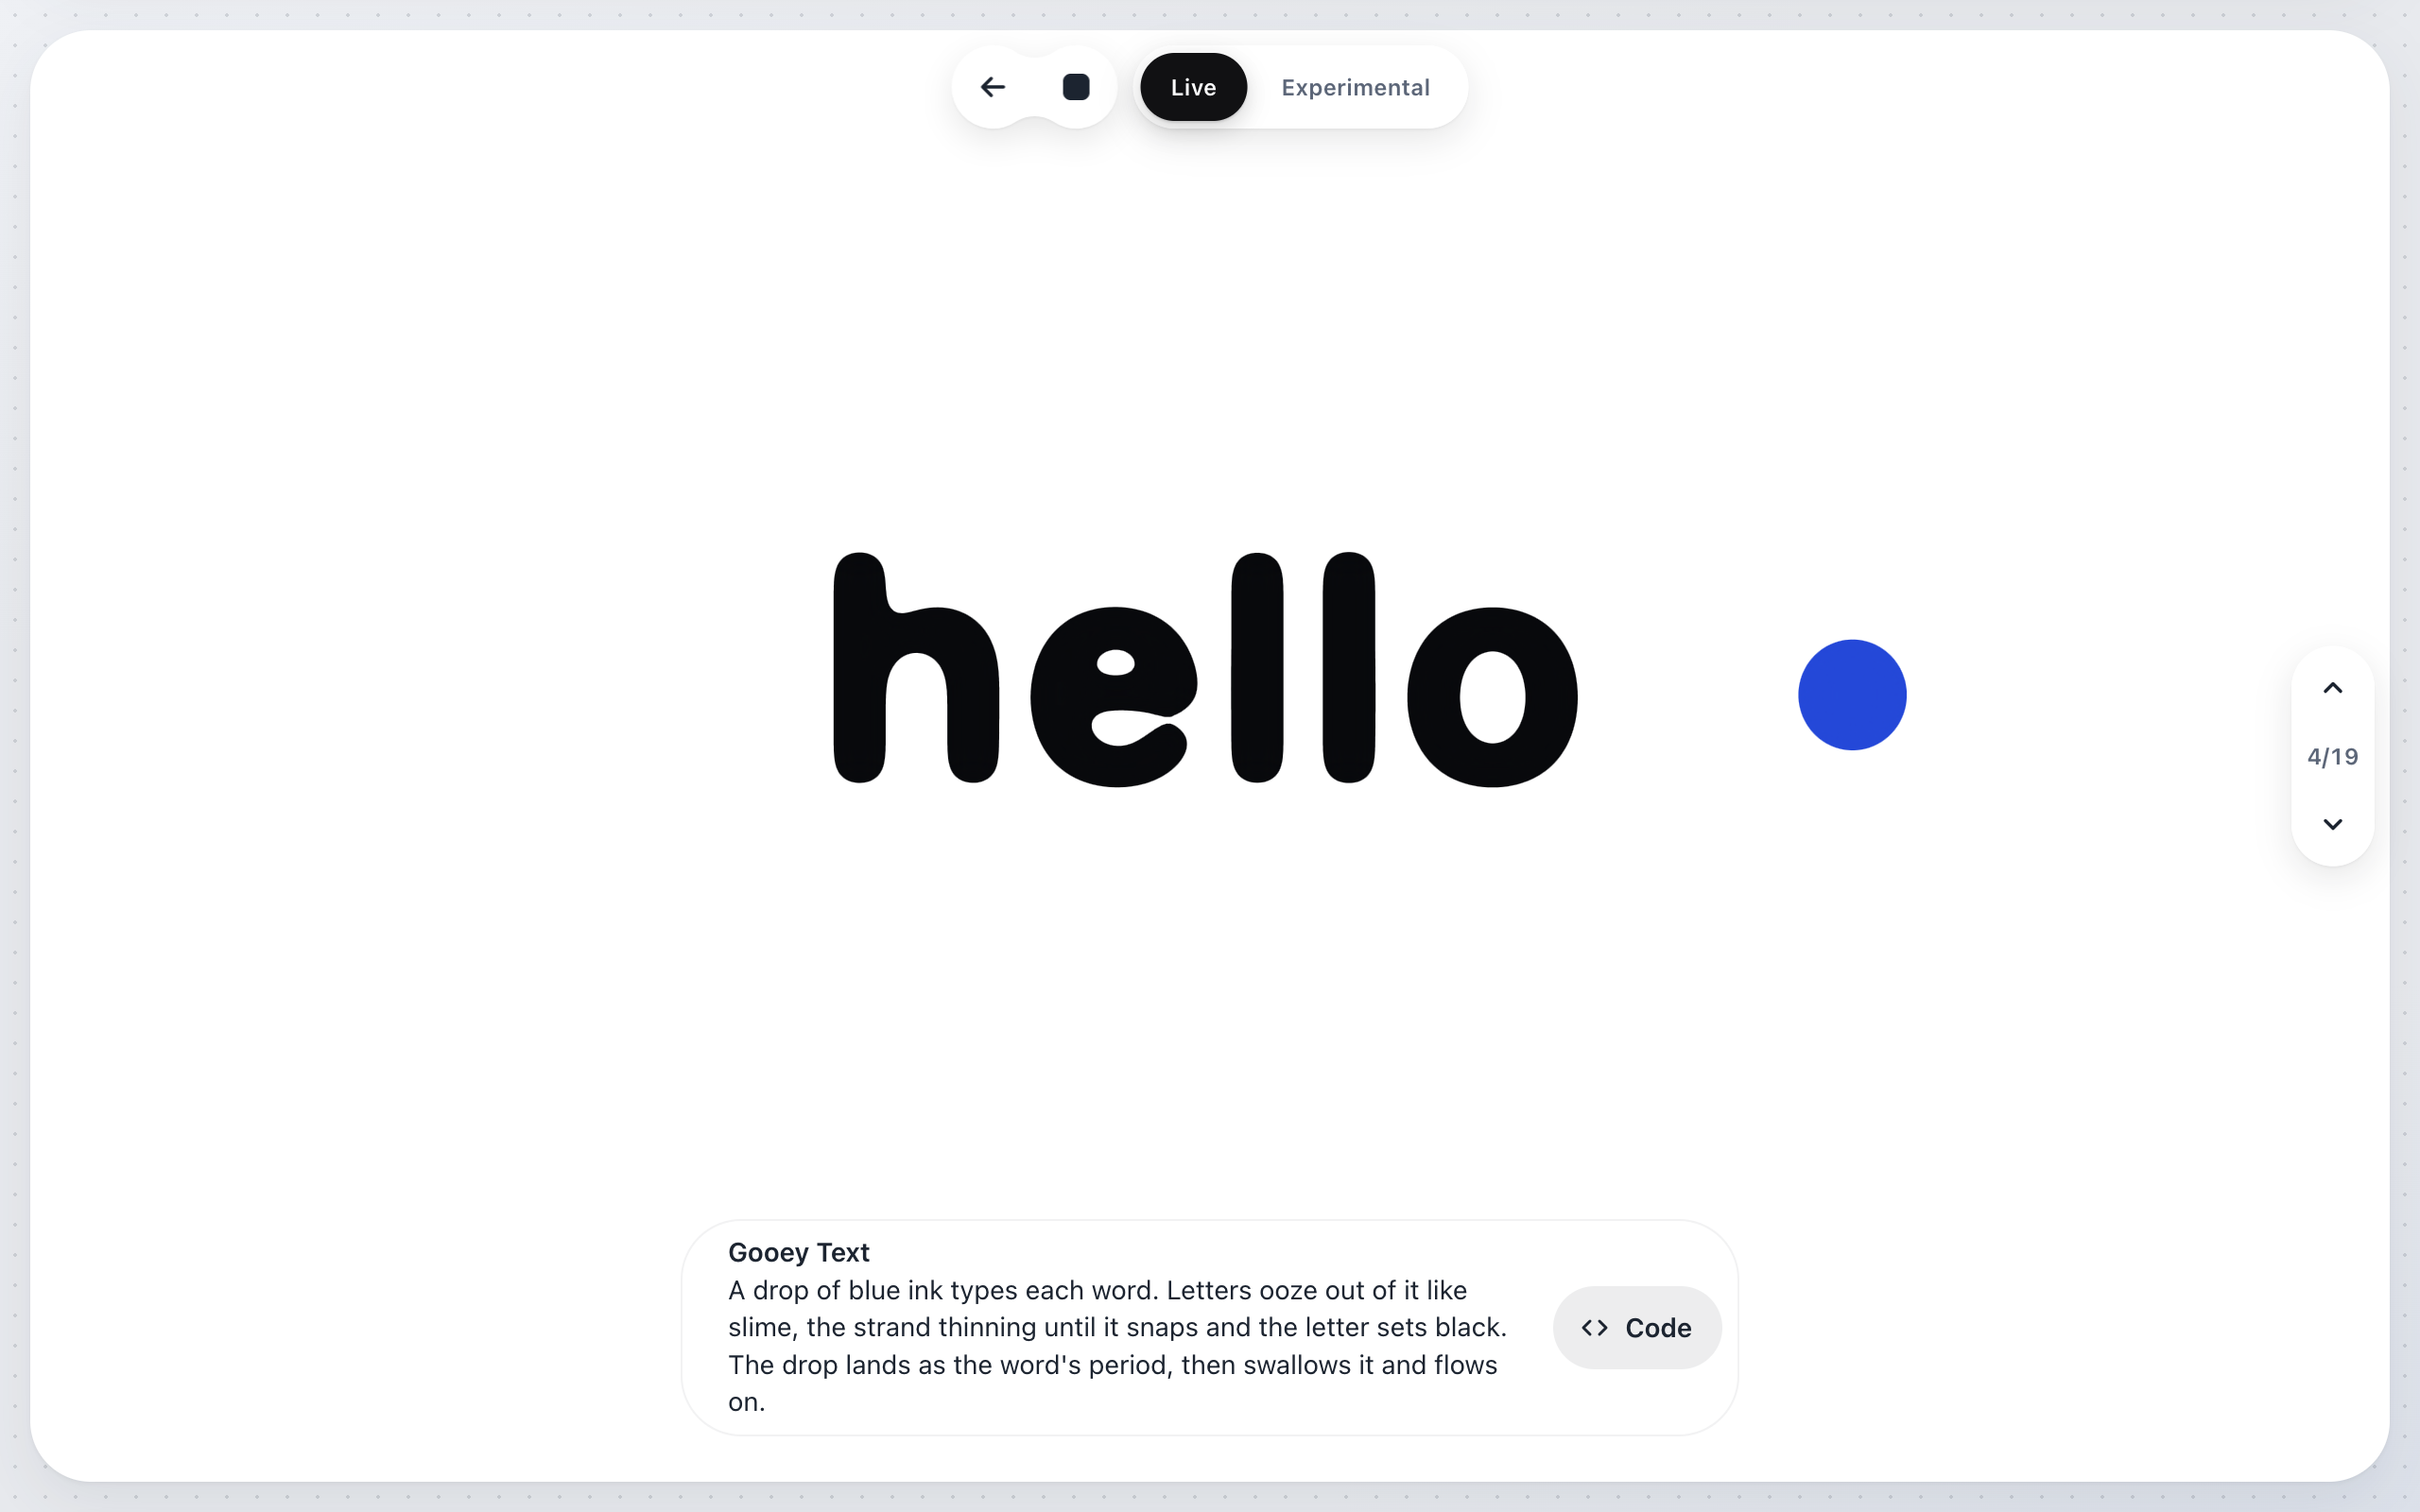 Live
Experimental
hello
4/19
Gooey Text
A drop of blue ink types each word. Letters ooze out of it like
slime, the strand thinning until it snaps and the letter sets black.
The drop lands as the word's period, then swallows it and flows
on.
<> Code